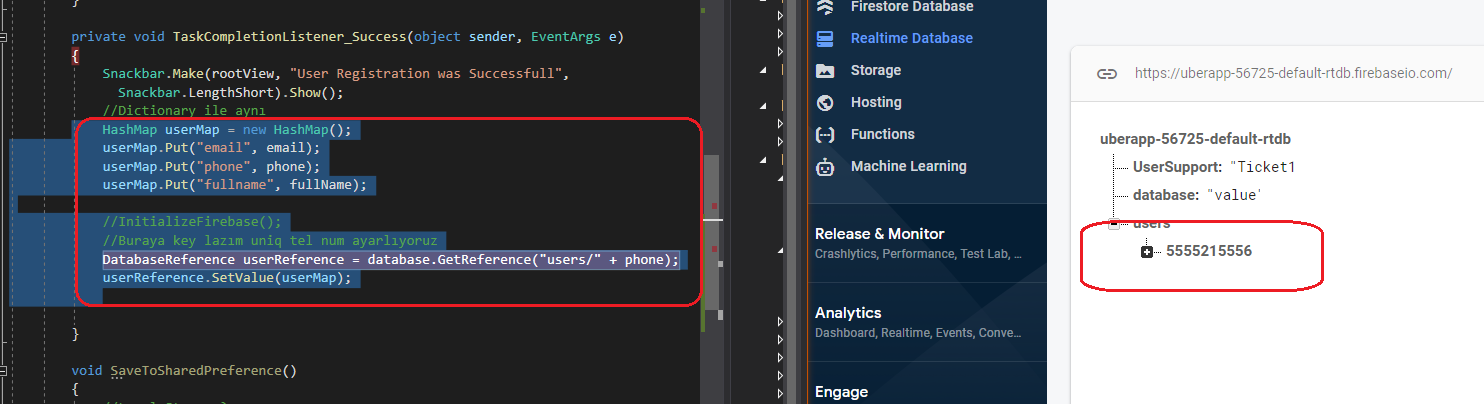 }
private void TaskCompletionListener_Success(object sender, EventArgs e)
{
Snackbar.Make(rootView, "User Registration was Successfull",
Snackbar.LengthShort).Show();
//Dictionary ile aynı
HashMap userMap = new HashMap();
userMap.Put("email", email);
userMap.Put("phone", phone);
userMap.Put("fullname", fullName);
//InitializeFirebase();
//Buraya key lazım uniq tel num ayarlıyoruz
DatabaseReference userReference = database.GetReference("users/" + phone);
userReference.SetValue(userMap);
}
void SaveToSharedPreference()
{
Firestore Database
Realtime Database
Storage
Hosting
Functions
Machine Learning
Release & Monitor
Crashlytics, Performance, Test Lab, ...
Analytics
Dashboard, Realtime, Events, Conve...
Engage
https://uberapp-56725-default-rtdb.firebaseio.com/
uberapp-56725-default-rtdb
UserSupport: "Ticket1
database: "value"
users
5555215556